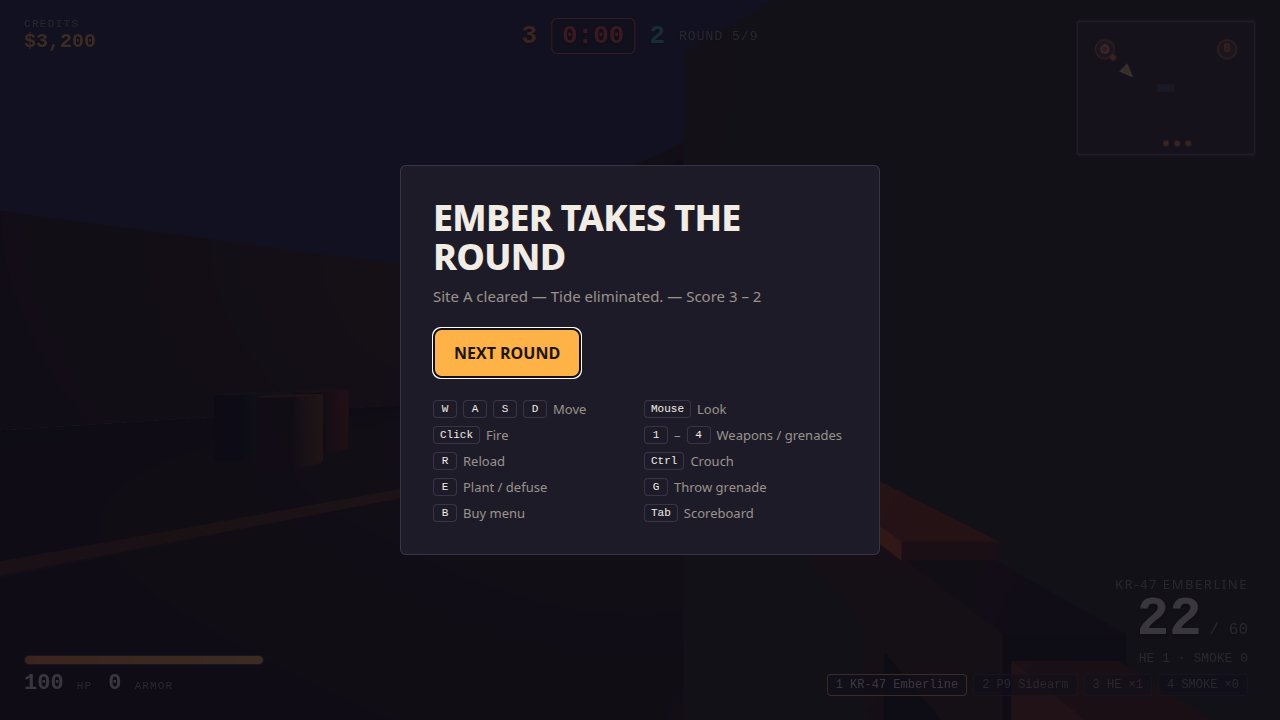 CREDITS
$3,200
3 0:00 2 ROUND 5/9
B
EMBER TAKES THE
ROUND
Site A cleared — Tide eliminated. — Score 3 – 2
NEXT ROUND
W A S D Move
Mouse Look
Click Fire
1 – 4 Weapons / grenades
R Reload
Ctrl Crouch
E Plant / defuse
G Throw grenade
B Buy menu
Tab Scoreboard
KR-47 EMBERLINE
22 / 60
HE 1 · SMOKE 0
100 HP 0 ARMOR
1 KR-47 Emberline 2 P9 Sidearm 3 HE ×1 4 SMOKE ×0